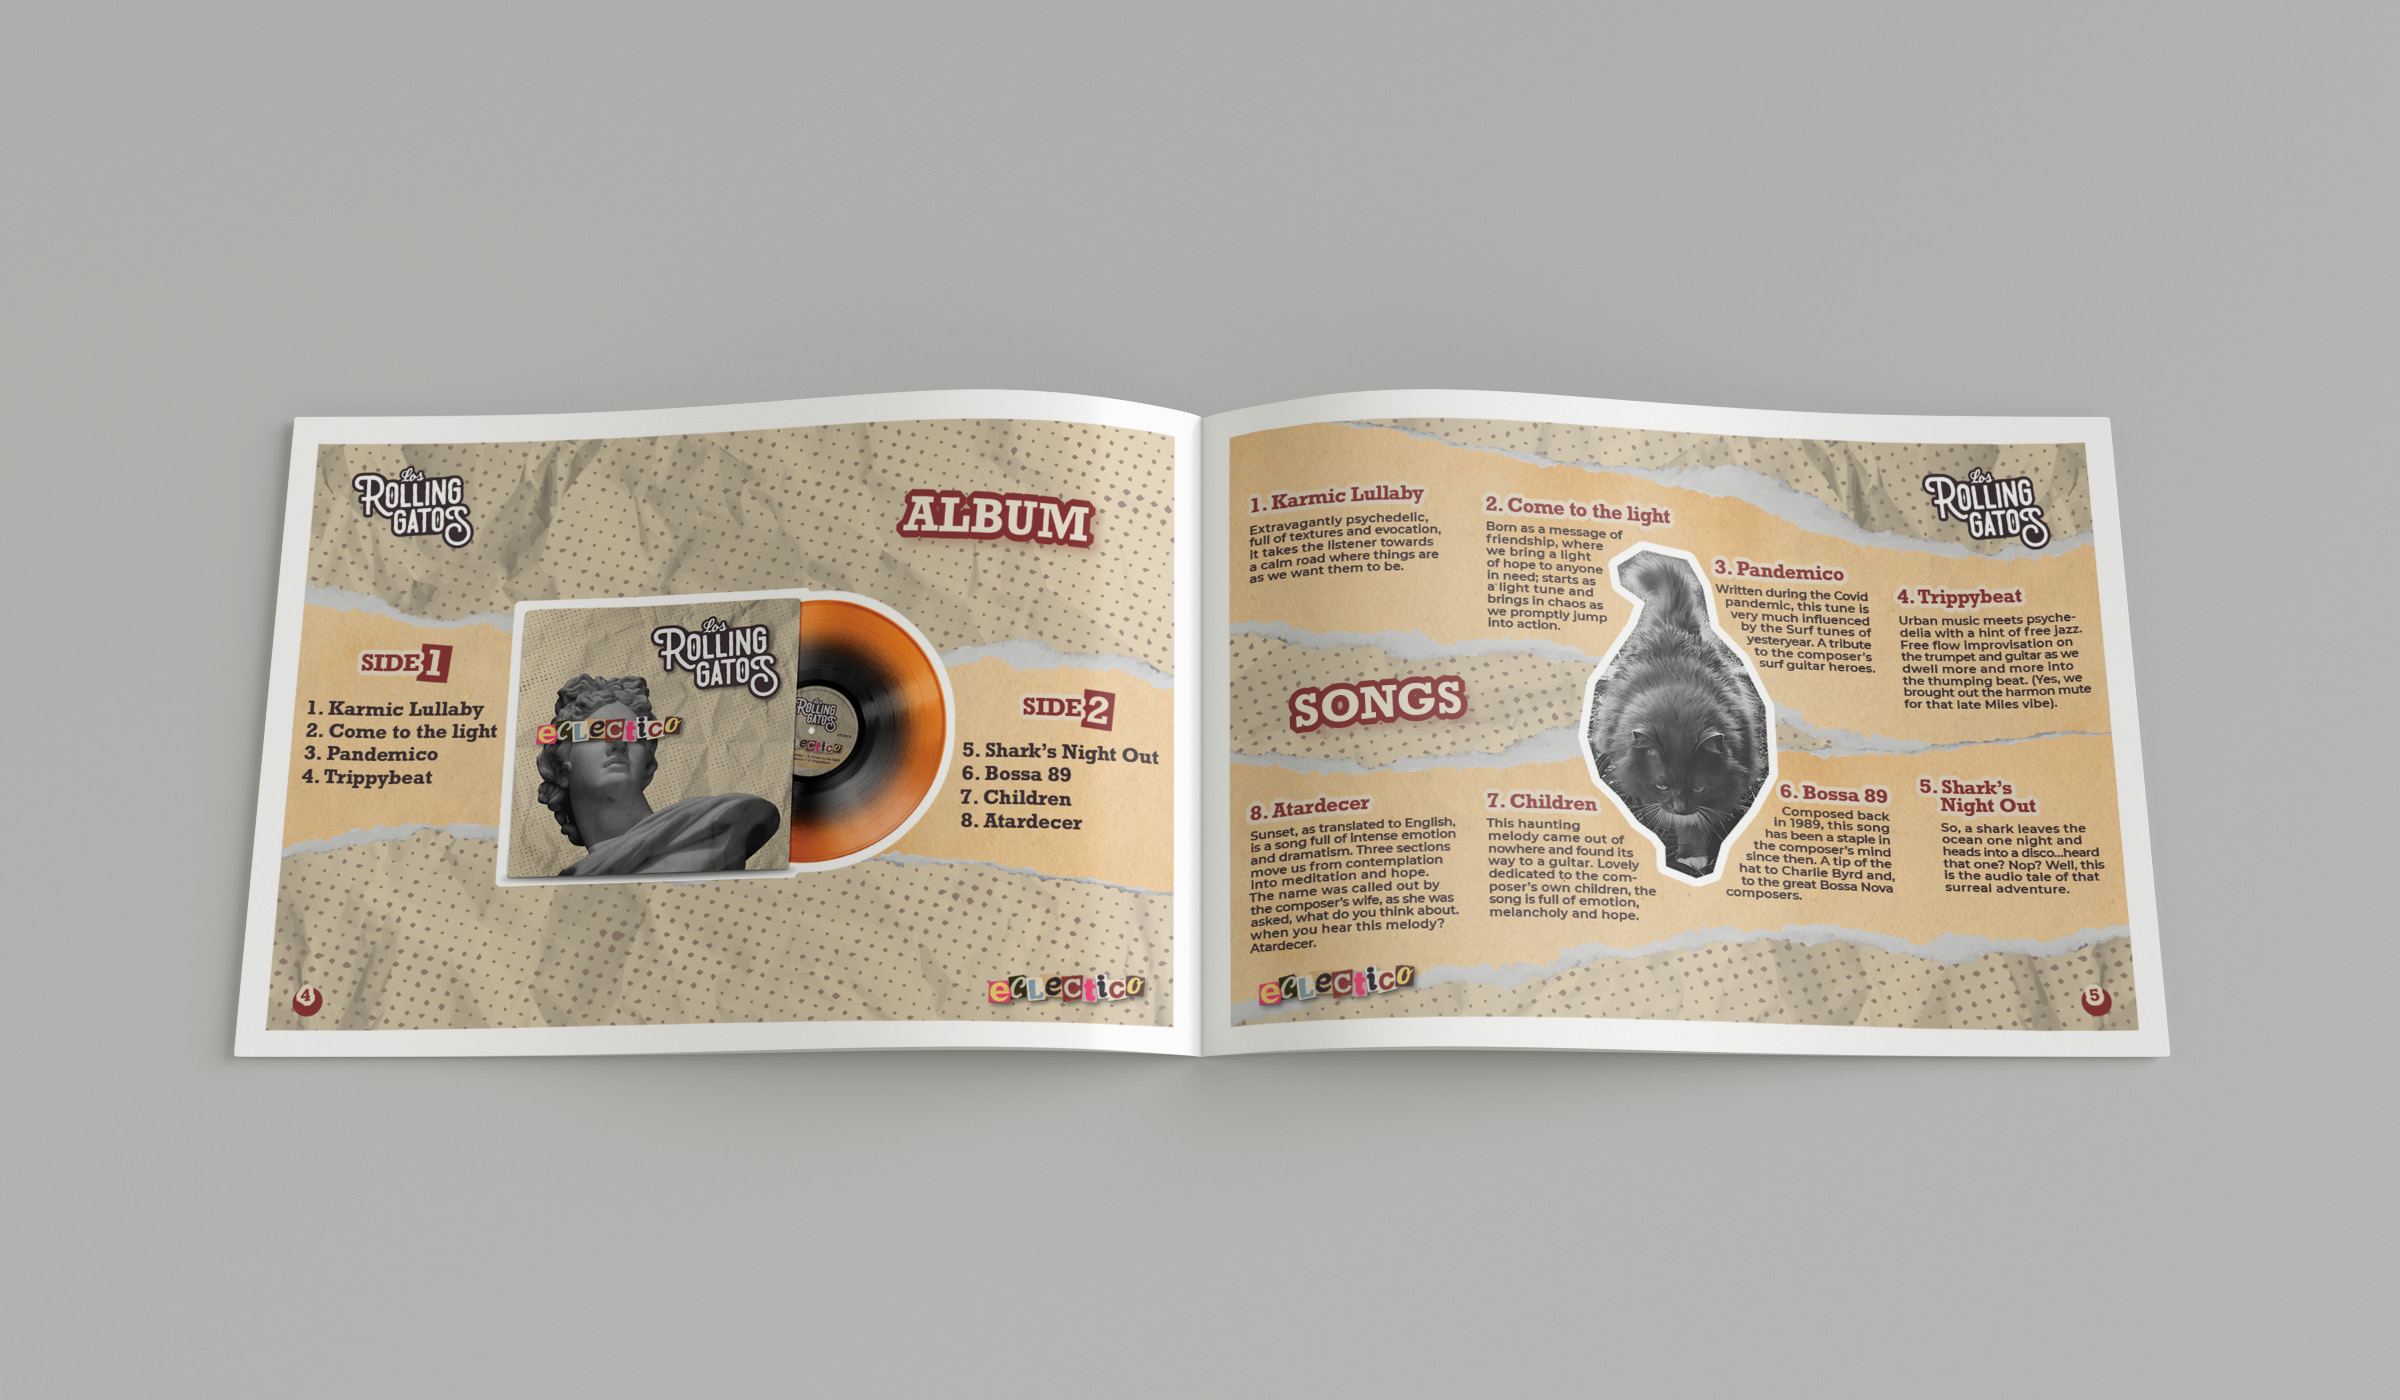 Los
ROLLING
GATOS
ALBUM
SIDE 1
1. Karmic Lullaby
2. Come to the light
3. Pandemico
4. Trippybeat
Los
ROLLING
GATOS
eclectico
ROLLING
GATOS
SIDE 2
5. Shark's Night Out
6. Bossa 89
7. Children
8. Atardecer
eclectico
4
Los
ROLLING
GATOS
1. Karmic Lullaby
Extravagantly psychedelic,
full of textures and evocation,
it takes the listener towards
a calm road where things are
as we want them to be.
2. Come to the light
Born as a message of
friendship, where
we bring a light
of hope to anyone
in need; starts as
a light tune and
brings in chaos as
we promptly jump
into action.
3. Pandemico
Written during the Covid
pandemic, this tune is
very much influenced
by the Surf tunes of
yesteryear. A tribute
to the composer's
surf guitar heroes.
4. Trippybeat
Urban music meets psyche-
delia with a hint of free jazz.
Free flow improvisation on
the trumpet and guitar as we
dwell more and more into
the thumping beat. (Yes, we
brought out the harmon mute
for that late Miles vibe).
SONGS
8. Atardecer
Sunset, as translated to English,
is a song full of intense emotion
and dramatism. Three sections
move us from contemplation
into meditation and hope.
The name was called out by
the composer's wife, as she was
asked, what do you think about.
when you hear this melody?
Atardecer.
7. Children
This haunting
melody came out of
nowhere and found its
way to a guitar. Lovely
dedicated to the com-
poser's own children, the
song is full of emotion,
melancholy and hope.
6. Bossa 89
Composed back
in 1989, this song
has been a staple in
the composer's mind
since then. A tip of the
hat to Charlie Byrd and,
to the great Bossa Nova
composers.
5. Shark's
Night Out
So, a shark leaves the
ocean one night and
heads into a disco...heard
that one? Nop? Well, this
is the audio tale of that
surreal adventure.
eclectico
5